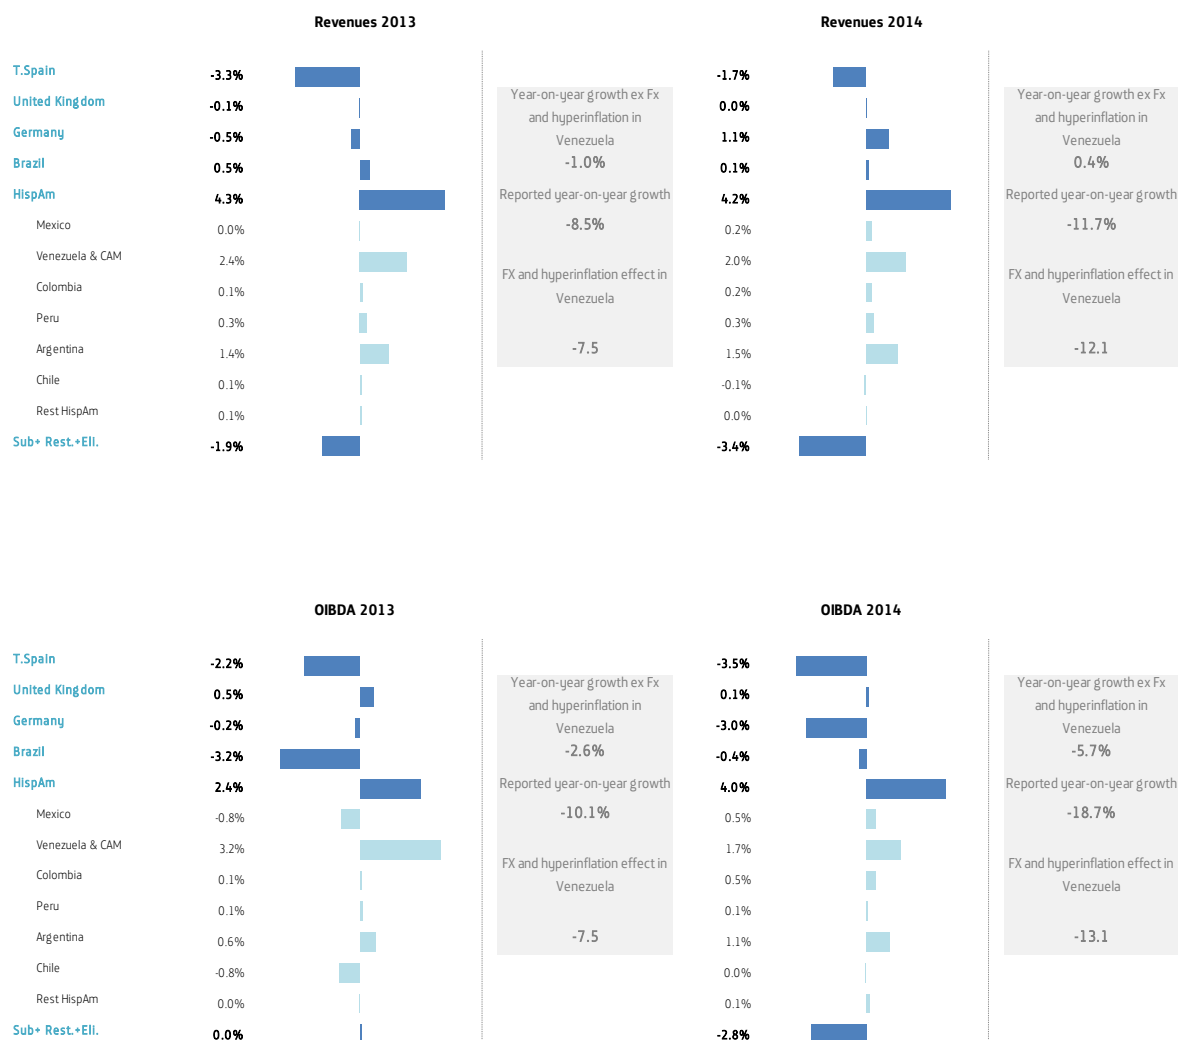 Revenues 2013
Revenues 2014
T.Spain -3.3% -1.7%
United Kingdom -0.1% 0.0%
Germany -0.5% 1.1%
Brazil 0.5% 0.1%
HispAm 4.3% 4.2%
Mexico 0.0% 0.2%
Venezuela & CAM 2.4% 2.0%
Colombia 0.1% 0.2%
Peru 0.3% 0.3%
Argentina 1.4% 1.5%
Chile 0.1% -0.1%
Rest HispAm 0.1% 0.0%
Sub+ Rest.+Eli. -1.9% -3.4%
Year-on-year growth ex Fx
and hyperinflation in
Venezuela
-1.0%
Reported year-on-year growth
-8.5%
FX and hyperinflation effect in
Venezuela
-7.5
Year-on-year growth ex Fx
and hyperinflation in
Venezuela
0.4%
Reported year-on-year growth
-11.7%
FX and hyperinflation effect in
Venezuela
-12.1
OIBDA 2013
OIBDA 2014
T.Spain -2.2% -3.5%
United Kingdom 0.5% 0.1%
Germany -0.2% -3.0%
Brazil -3.2% -0.4%
HispAm 2.4% 4.0%
Mexico -0.8% 0.5%
Venezuela & CAM 3.2% 1.7%
Colombia 0.1% 0.5%
Peru 0.1% 0.1%
Argentina 0.6% 1.1%
Chile -0.8% 0.0%
Rest HispAm 0.0% 0.1%
Sub+ Rest.+Eli. 0.0% -2.8%
Year-on-year growth ex Fx
and hyperinflation in
Venezuela
-2.6%
Reported year-on-year growth
-10.1%
FX and hyperinflation effect in
Venezuela
-7.5
Year-on-year growth ex Fx
and hyperinflation in
Venezuela
-5.7%
Reported year-on-year growth
-18.7%
FX and hyperinflation effect in
Venezuela
-13.1